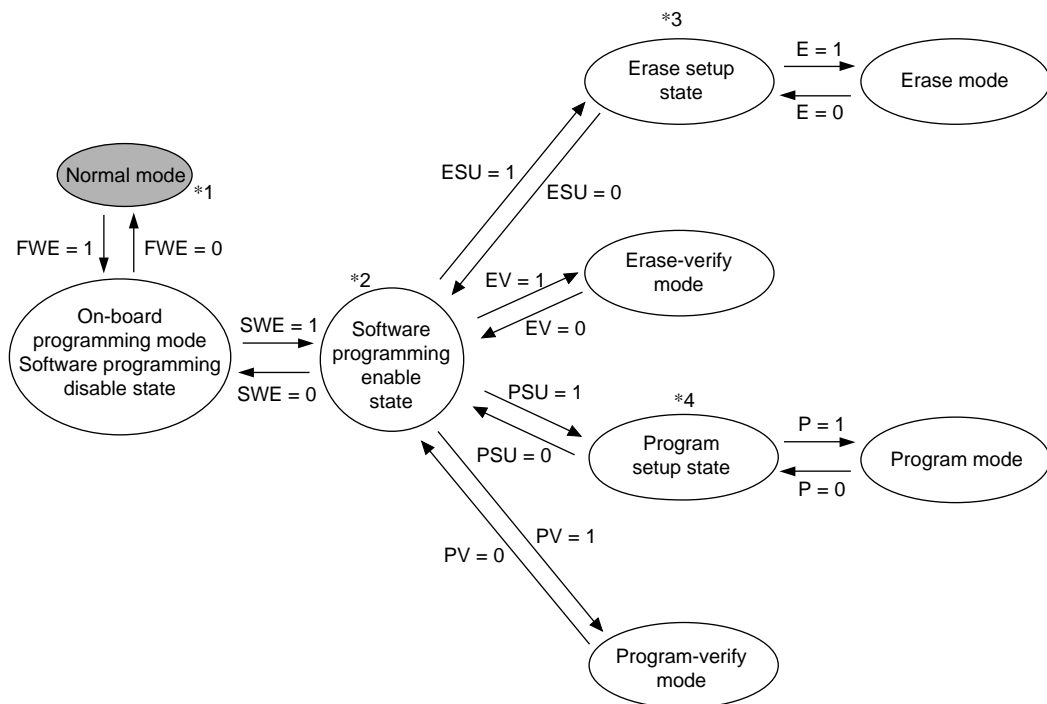 *3
Erase setup
state
E = 1
E = 0
Erase mode
Normal mode
*1
FWE = 1
FWE = 0
ESU = 1
ESU = 0
On-board
programming mode
Software programming
disable state
SWE = 1
SWE = 0
*2
Software
programming
enable
state
EV = 1
EV = 0
Erase-verify
mode
PSU = 1
PSU = 0
*4
Program
setup state
P = 1
P = 0
Program mode
PV = 1
PV = 0
Program-verify
mode